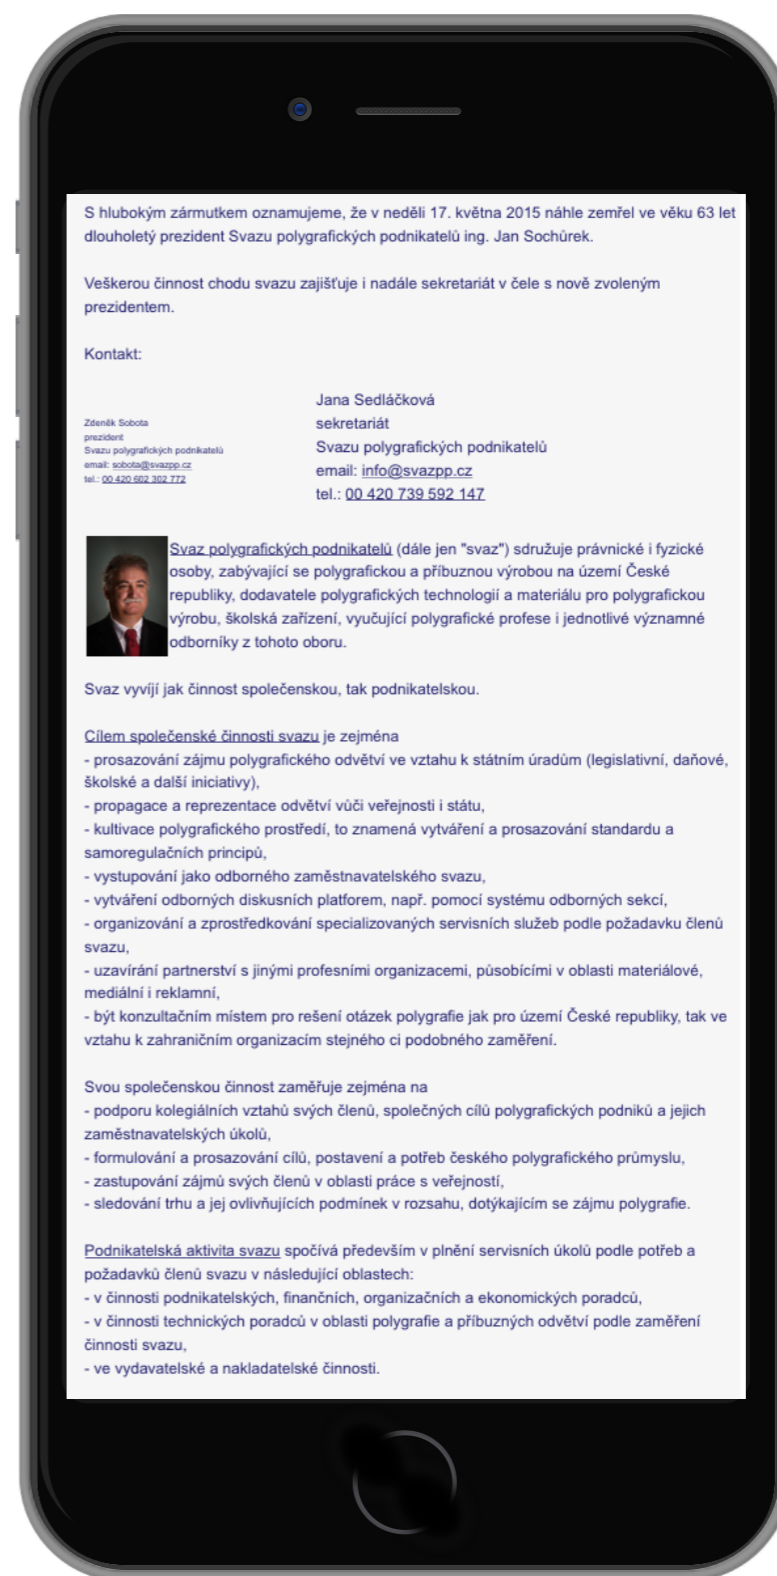 S hlubokým zármutkem oznamujeme, že v neděli 17. května 2015 náhle zemřel ve věku 63 let
dlouholetý prezident Svazu polygrafických podnikatelů ing. Jan Sochůrek.
Veškerou činnost chodu svazu zajišťuje i nadále sekretariát v čele s nově zvoleným
prezidentem.
Kontakt:
Zdeněk Sobota
prezident
Svazu polygrafických podnikatelů
email: sobota@svazpp.cz
tel.: 00 420 602 302 772
Jana Sedláčková
sekretariát
Svazu polygrafických podnikatelů
email: info@svazpp.cz
tel.: 00 420 739 592 147
Svaz polygrafických podnikatelů (dále jen "svaz") sdružuje právnické i fyzické
osoby, zabývající se polygrafickou a příbuznou výrobou na území České
republiky, dodavatele polygrafických technologií a materiálu pro polygrafickou
výrobu, školská zařízení, vyučující polygrafické profese i jednotlivé významné
odborníky z tohoto oboru.
Svaz vyvíjí jak činnost společenskou, tak podnikatelskou.
Cílem společenské činnosti svazu je zejména
- prosazování zájmu polygrafického odvětví ve vztahu k státním úradům (legislativní, daňové,
školské a další iniciativy),
- propagace a reprezentace odvětví vůči veřejnosti i státu,
- kultivace polygrafického prostředí, to znamená vytváření a prosazování standardu a
samoregulačních principů,
- vystupování jako odborného zaměstnavatelského svazu,
- vytváření odborných diskusních platforem, např. pomocí systému odborných sekcí,
- organizování a zprostředkování specializovaných servisních služeb podle požadavku členů
svazu,
- uzavírání partnerství s jinými profesními organizacemi, působícími v oblasti materiálové,
mediální i reklamní,
- být konzultačním místem pro rešení otázek polygrafie jak pro území České republiky, tak ve
vztahu k zahraničním organizacím stejného ci podobného zaměření.
Svou společenskou činnost zaměřuje zejména na
- podporu kolegiálních vztahů svých členů, společných cílů polygrafických podniků a jejich
zaměstnavatelských úkolů,
- formulování a prosazování cílů, postavení a potřeb českého polygrafického průmyslu,
- zastupování zájmů svých členů v oblasti práce s veřejností,
- sledování trhu a jej ovlivňujících podmínek v rozsahu, dotýkajícím se zájmu polygrafie.
Podnikatelská aktivita svazu spočívá především v plnění servisních úkolů podle potřeb a
požadavků členů svazu v následující oblastech:
- v činnosti podnikatelských, finančních, organizačních a ekonomických poradců,
- v činnosti technických poradců v oblasti polygrafie a příbuzných odvětví podle zaměření
činnosti svazu,
- ve vydavatelské a nakladatelské činnosti.